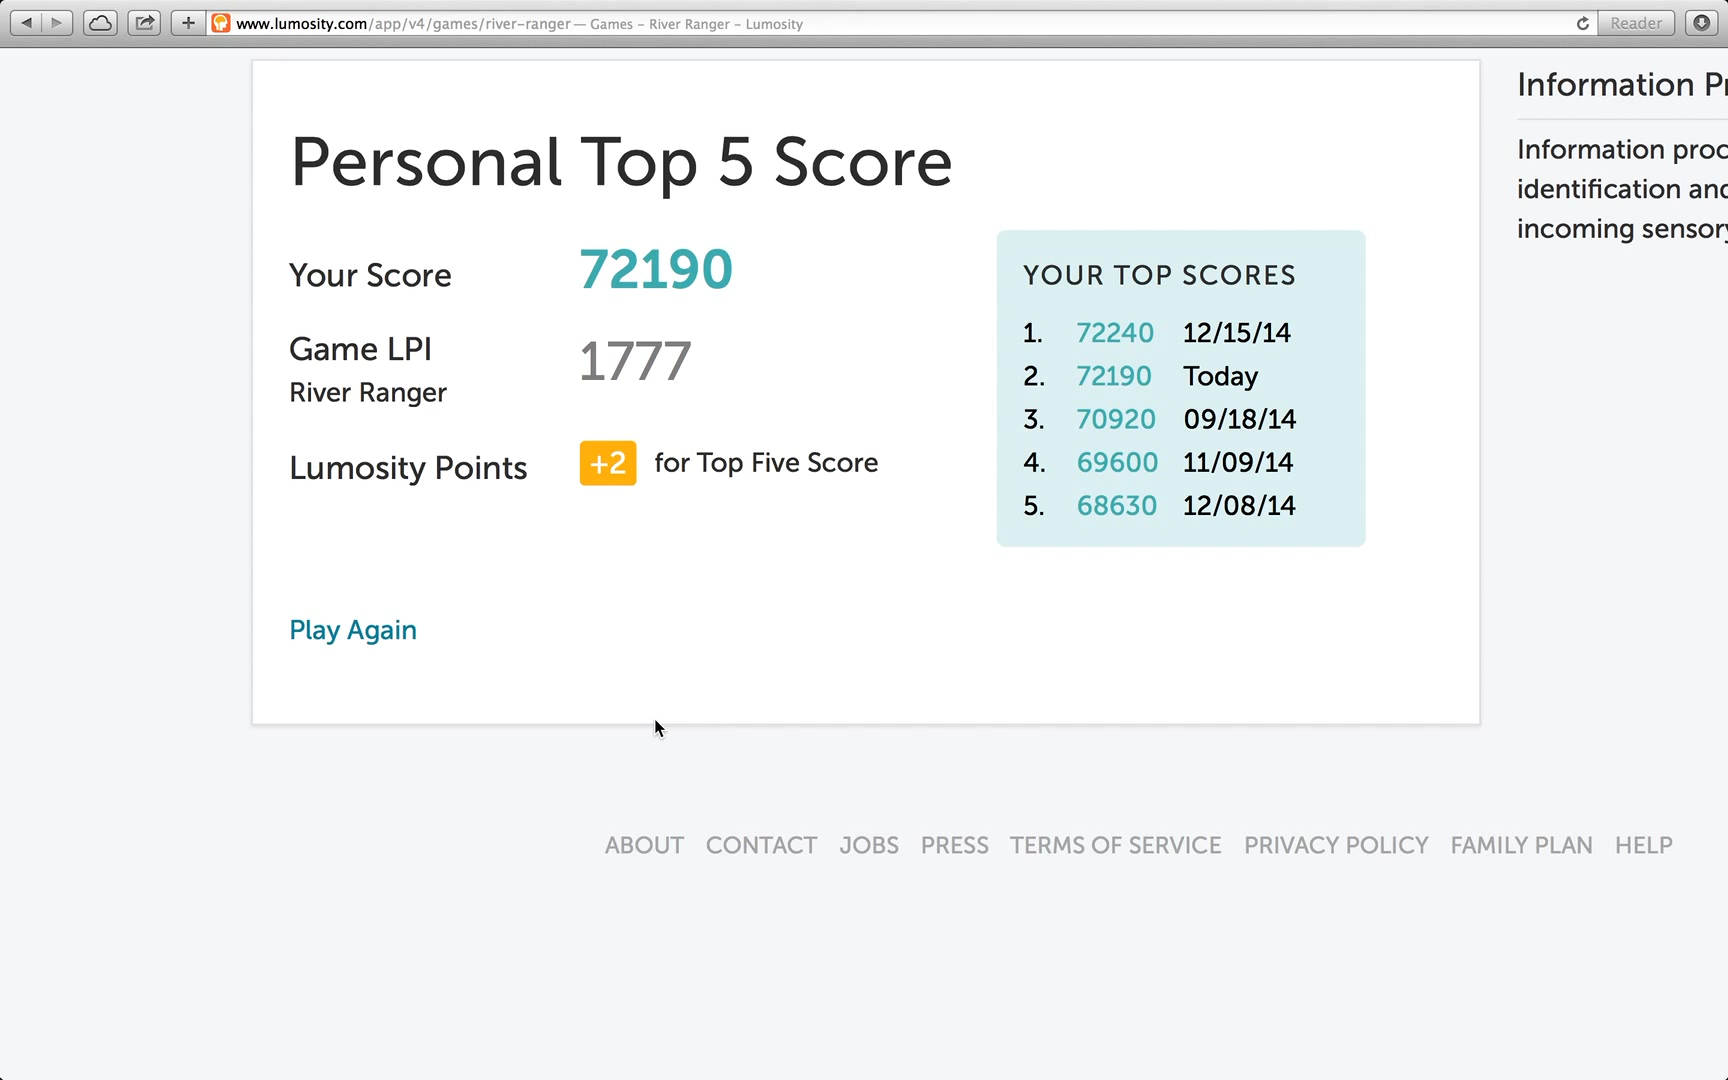 www.lumosity.com/app/v4/games/river-ranger — Games – River Ranger – Lumosity
Reader
Personal Top 5 Score
Your Score 72190
Game LPI 1777
River Ranger
Lumosity Points +2 for Top Five Score
Play Again
YOUR TOP SCORES
1. 72240 12/15/14
2. 72190 Today
3. 70920 09/18/14
4. 69600 11/09/14
5. 68630 12/08/14
Information
Information
identification
incoming
ABOUT CONTACT JOBS PRESS TERMS OF SERVICE PRIVACY POLICY FAMILY PLAN HELP